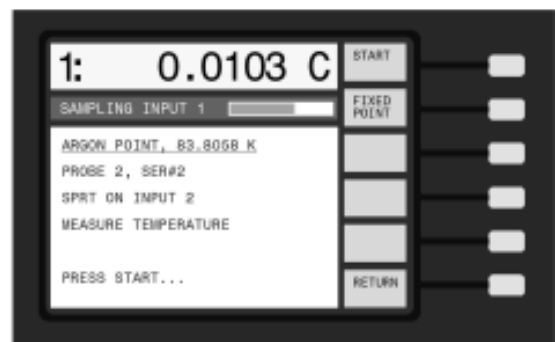 1: 0.0103 C
START
SAMPLING INPUT 1
FIXED
POINT
ARGON POINT, 83.8058 K
PROBE 2, SER#2
SPRT ON INPUT 2
MEASURE TEMPERATURE
PRESS START...
RETURN